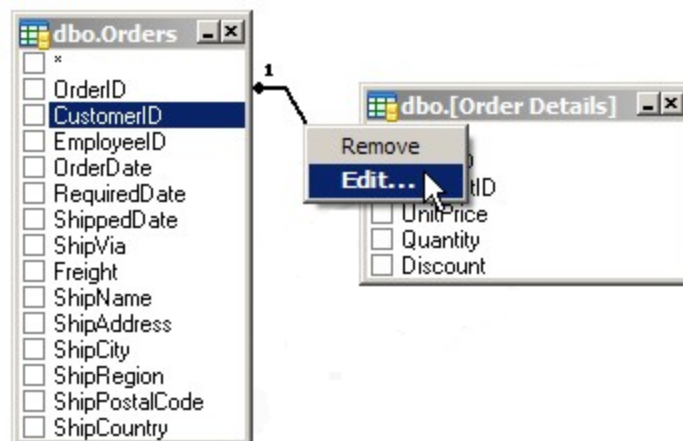 dbo.Orders
*
OrderID
CustomerID
EmployeeID
OrderDate
RequiredDate
ShippedDate
ShipVia
Freight
ShipName
ShipAddress
ShipCity
ShipRegion
ShipPostalCode
ShipCountry
1
dbo.[Order Details]
Remove
Edit...
UnitPrice
Quantity
Discount